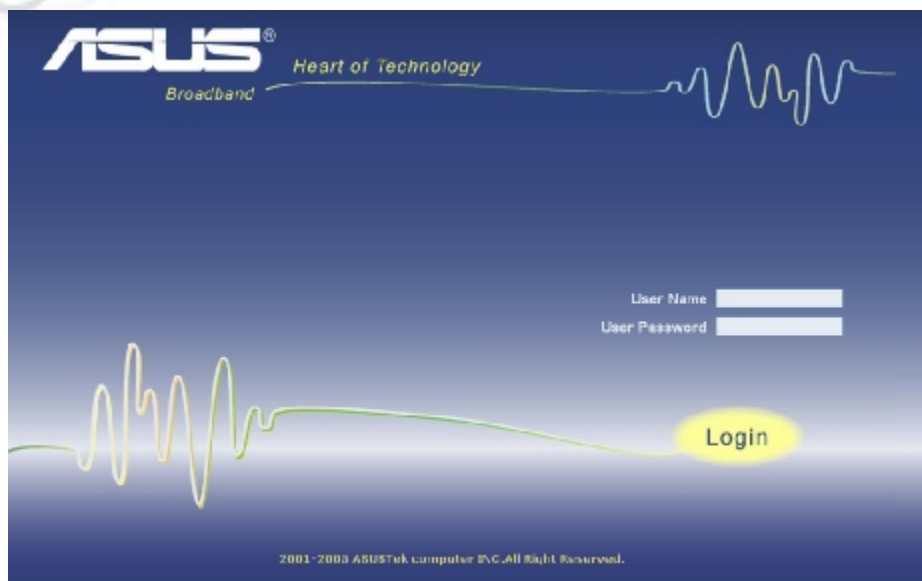 ASUS®
Heart of Technology
Broadband
User Name
User Password
Login
2001-2003 ASUSTek computer INC.All Right Reserved.